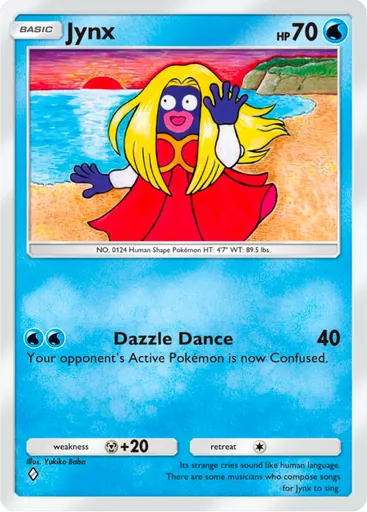 BASIC Jynx HP 70
NO. 0124 Human Shape Pokémon HT: 4'7" WT: 89.5 lbs.
Dazzle Dance 40
Your opponent's Active Pokémon is now Confused.
weakness +20 retreat
Illus. Yukiko Baba
Its strange cries sound like human language.
There are some musicians who compose songs
for Jynx to sing.